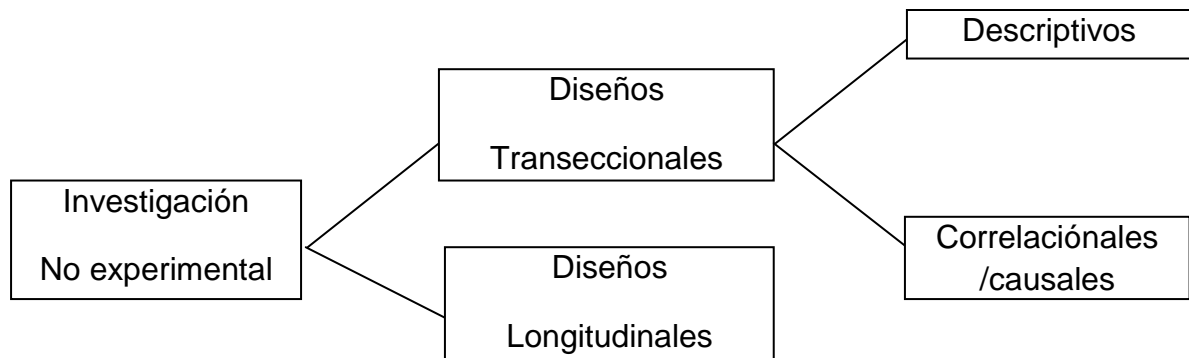 Descriptivos
Diseños
Transeccionales
Investigación
No experimental
Correlaciónales
/causales
Diseños
Longitudinales